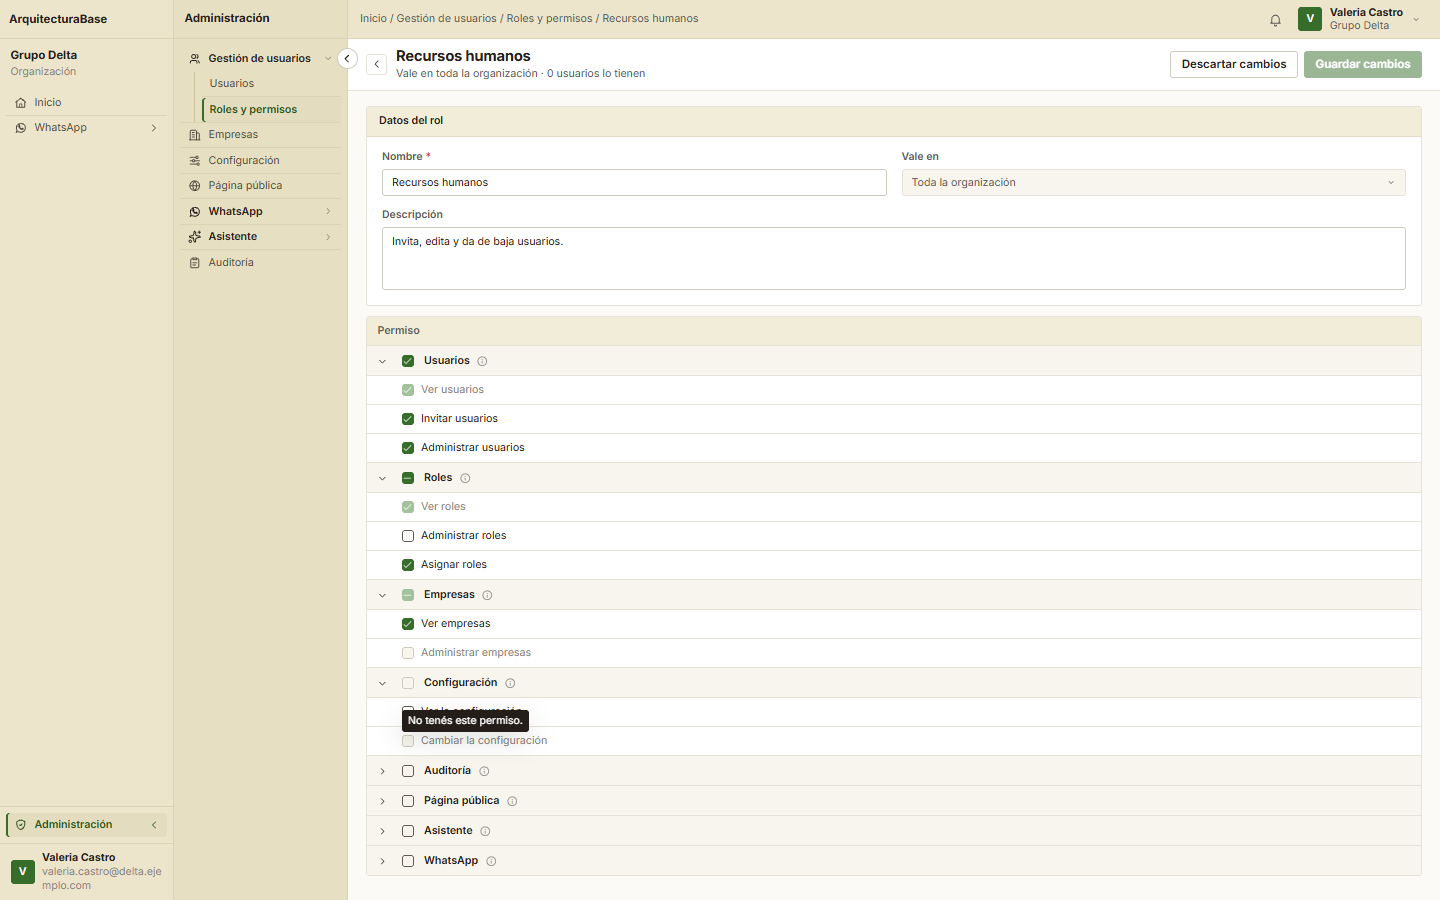 ArquitecturaBase
Grupo Delta
Organización
Inicio
WhatsApp
Administración
Valeria Castro
valeria.castro@delta.eje
mplo.com
Administración
Gestión de usuarios
Usuarios
Roles y permisos
Empresas
Configuración
Página pública
WhatsApp
Asistente
Auditoría
Inicio / Gestión de usuarios / Roles y permisos / Recursos humanos
V
Valeria Castro
Grupo Delta
Recursos humanos
Vale en toda la organización · 0 usuarios lo tienen
Descartar cambios
Guardar cambios
Datos del rol
Nombre *
Vale en
Recursos humanos
Toda la organización
Descripción
Invita, edita y da de baja usuarios.
Permiso
Usuarios
Ver usuarios
Invitar usuarios
Administrar usuarios
Roles
Ver roles
Administrar roles
Asignar roles
Empresas
Ver empresas
Administrar empresas
Configuración
No tenés este permiso.
Cambiar la configuración
Auditoría
Página pública
Asistente
WhatsApp
V